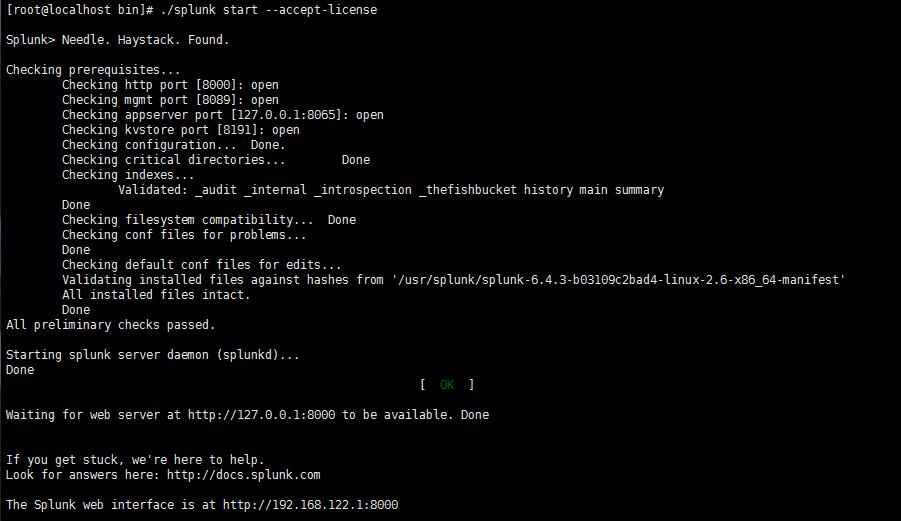 [root@localhost bin]# ./splunk start --accept-license
Splunk> Needle. Haystack. Found.
Checking prerequisites...
Checking http port [8000]: open
Checking mgmt port [8089]: open
Checking appserver port [127.0.0.1:8065]: open
Checking kvstore port [8191]: open
Checking configuration...  Done.
Checking critical directories...        Done
Checking indexes...
Validated: _audit _internal _introspection _thefishbucket history main summary
Done
Checking filesystem compatibility...  Done
Checking conf files for problems...
Done
Checking default conf files for edits...
Validating installed files against hashes from '/usr/splunk/splunk-6.4.3-b03109c2bad4-linux-2.6-x86_64-manifest'
All installed files intact.
Done
All preliminary checks passed.
Starting splunk server daemon (splunkd)...
Done
[  OK  ]
Waiting for web server at http://127.0.0.1:8000 to be available. Done
If you get stuck, we're here to help.
Look for answers here: http://docs.splunk.com
The Splunk web interface is at http://192.168.122.1:8000